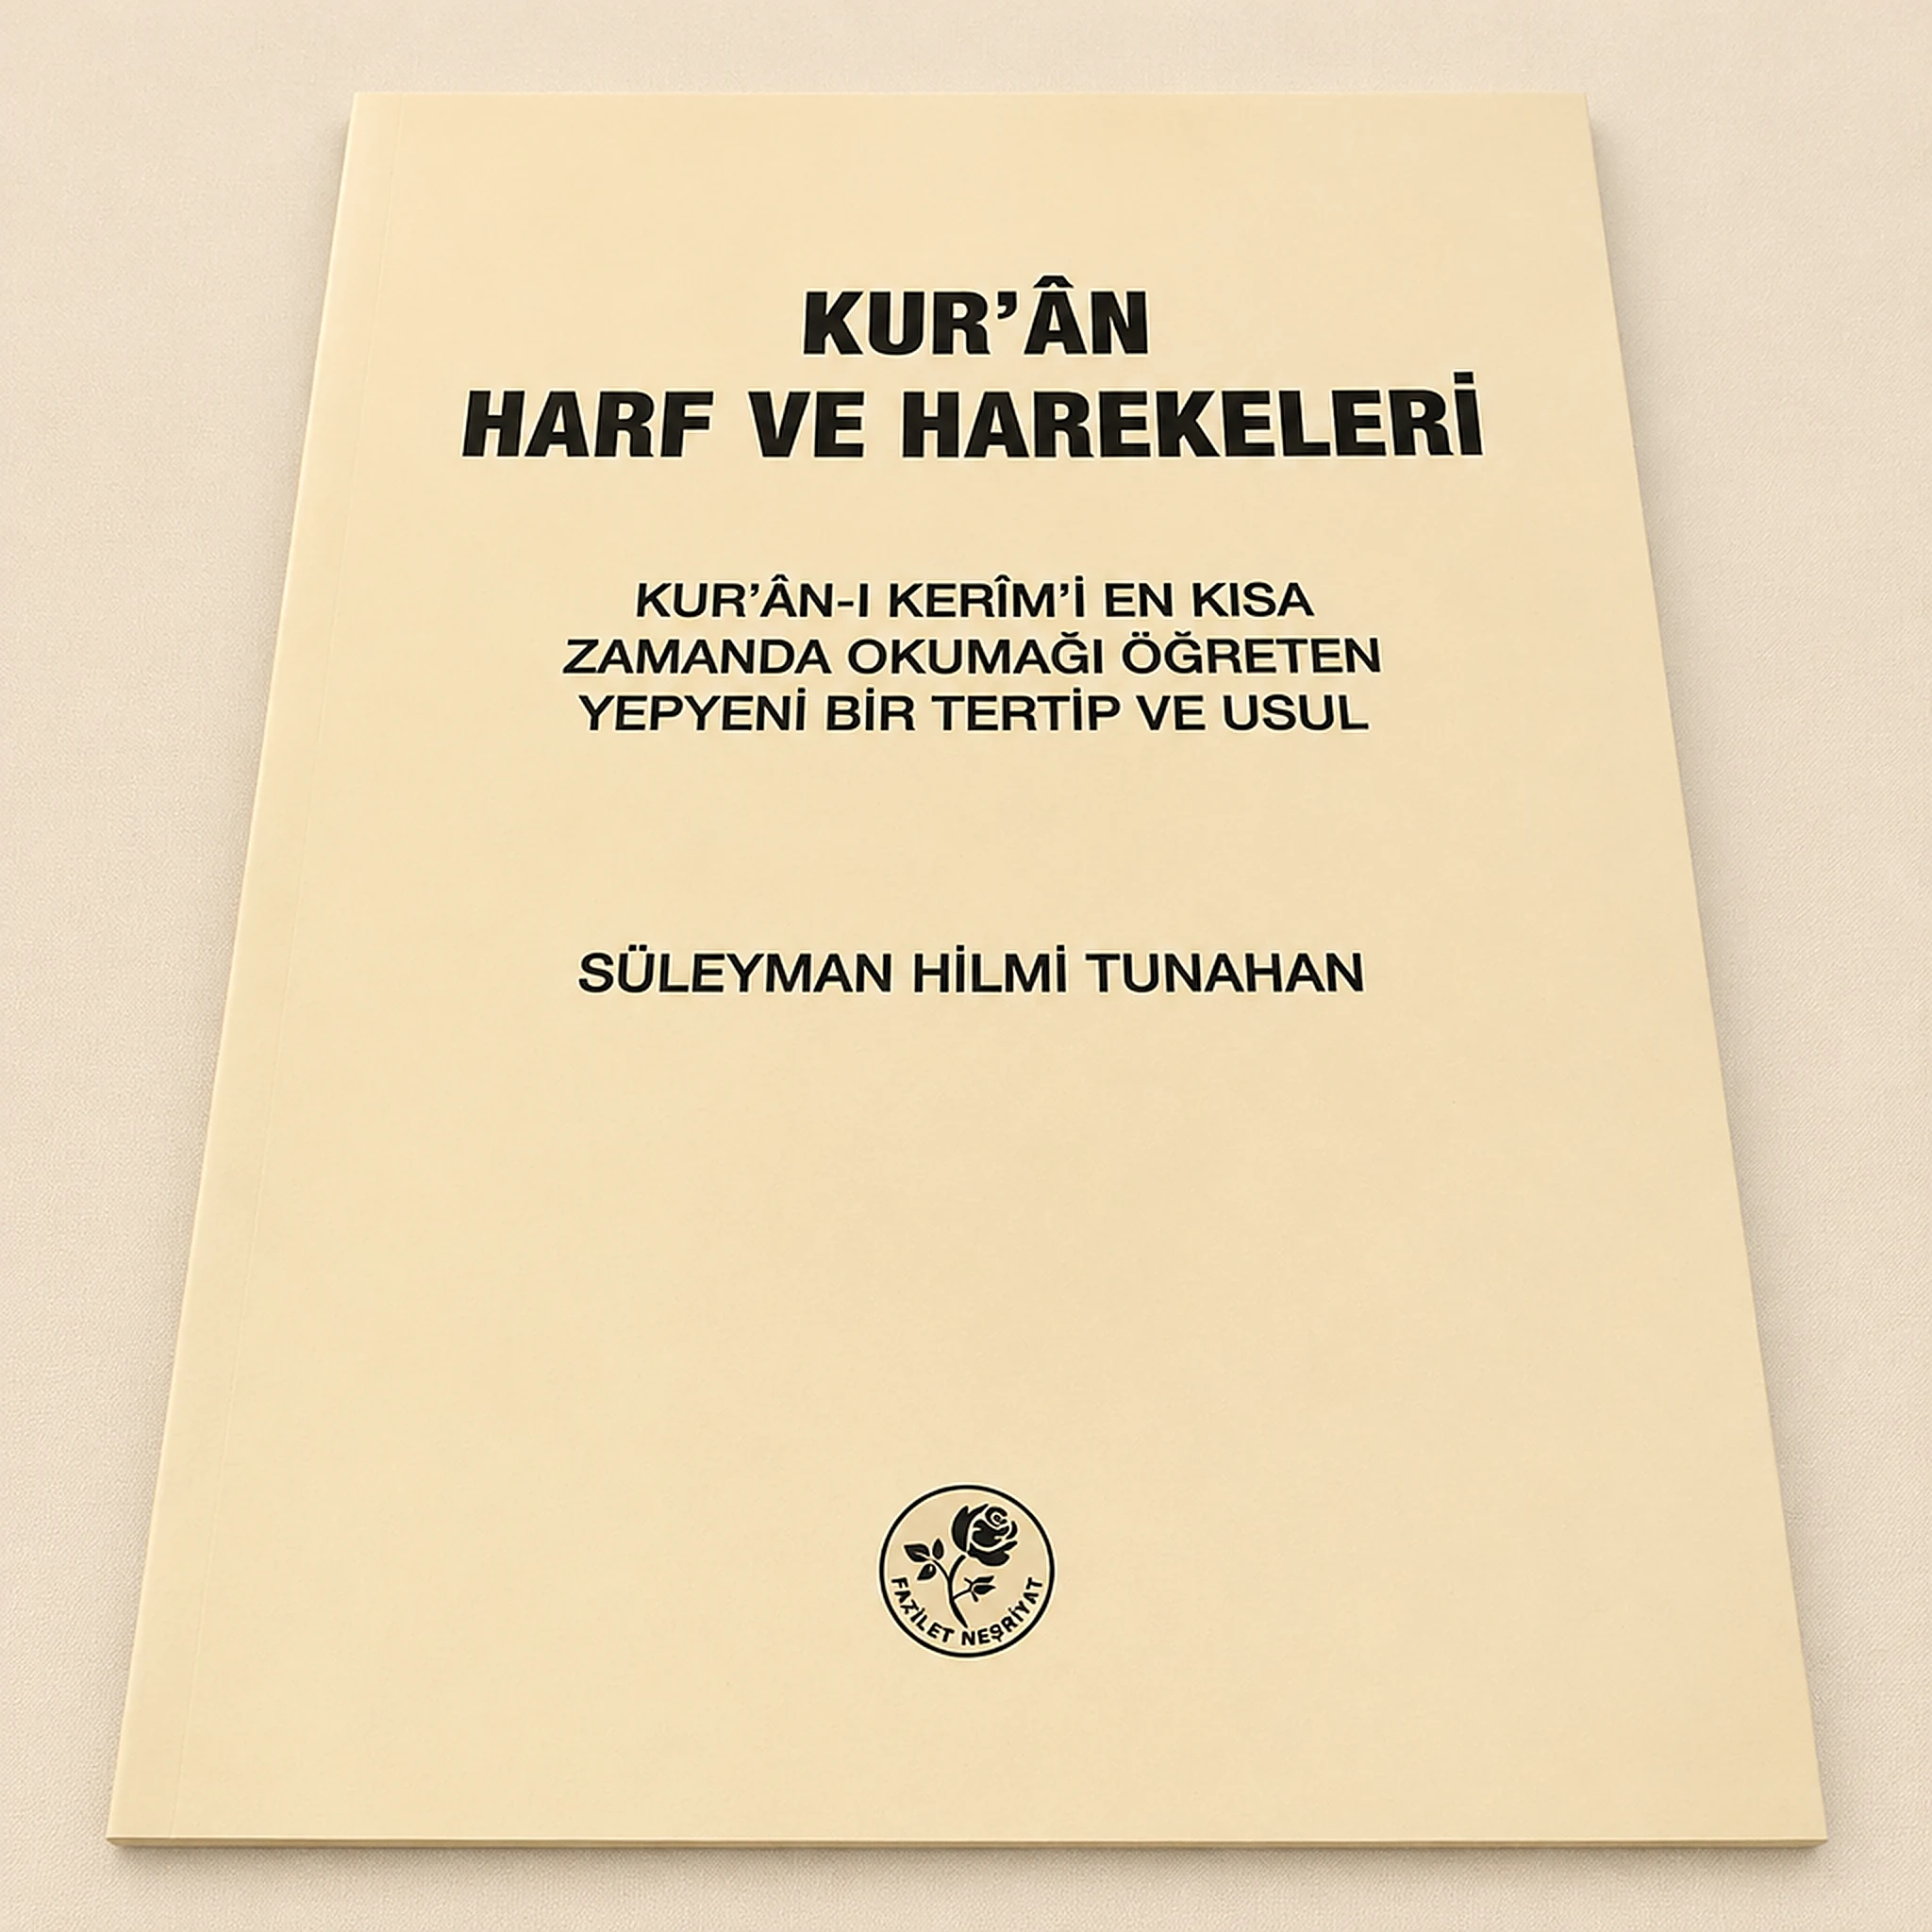 KUR’ÂN
HARF VE HAREKELERİ
KUR’ÂN-I KERÎM’İ EN KISA
ZAMANDA OKUMAĞI ÖĞRETEN
YEPYENİ BİR TERTİP VE USUL
SÜLEYMAN HİLMİ TUNAHAN
FAZİLET NEŞRİYAT